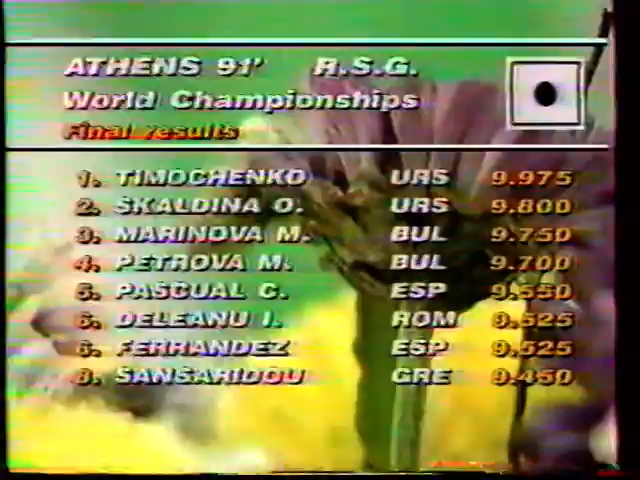 ATHENS 91' R.S.G.
World Championships
Final results
1. TIMOCHENKO URS 9.975
2. SKALDINA O. URS 9.800
3. MARINOVA M. BUL 9.750
4. PETROVA M. BUL 9.700
5. PASCUAL C. ESP 9.550
6. DELEANU I. ROM 9.525
6. FERNANDEZ ESP 9.525
8. SANSARIDOU GRE 9.450